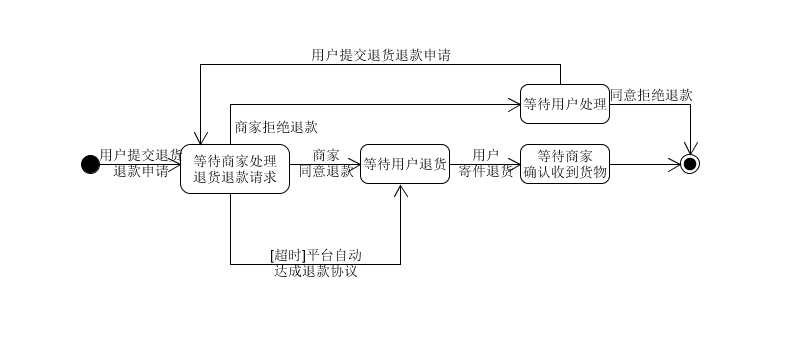 用户提交退货退款申请
等待用户处理
同意拒绝退款
商家拒绝退款
用户提交退货
退款申请
等待商家处理
退货退款请求
商家
同意退款
等待用户退货
用户
寄件退货
等待商家
确认收到货物
[超时]平台自动
达成退款协议